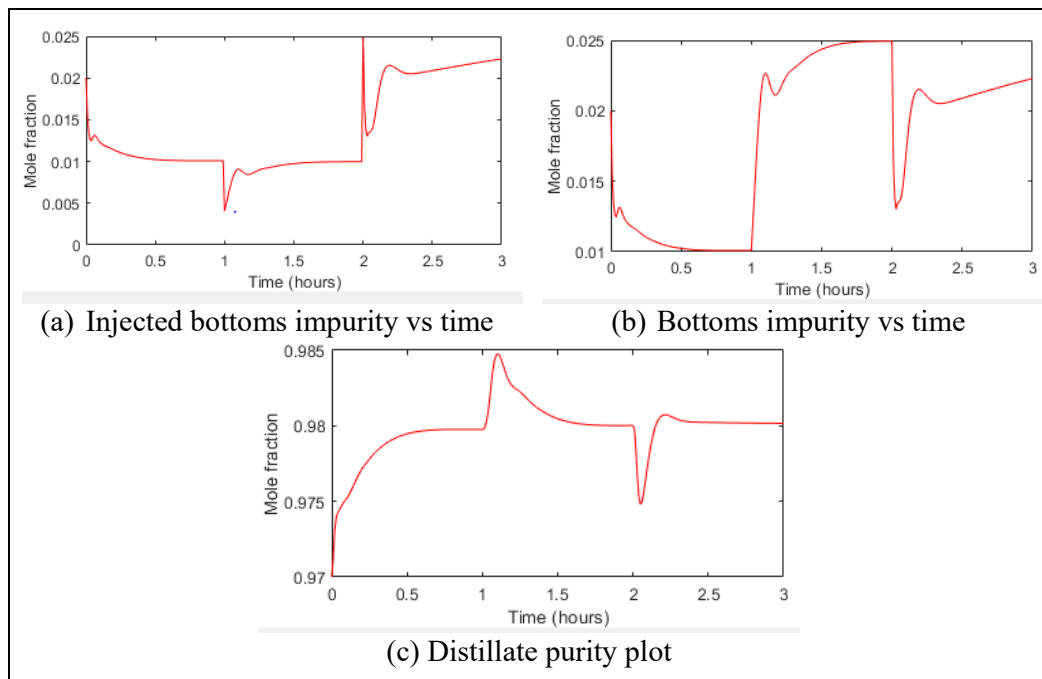 0.025
0.02
0.015
0.010
0.005
0
Mole fraction
0 0.5 1 1.5 2 2.5 3
Time (hours)
(a) Injected bottoms impurity vs time
0.025
0.02
0.015
0.01
Mole fraction
0 0.5 1 1.5 2 2.5 3
Time (hours)
(b) Bottoms impurity vs time
0.985
0.98
0.975
0.97
Mole fraction
0 0.5 1 1.5 2 2.5 3
Time (hours)
(c) Distillate purity plot